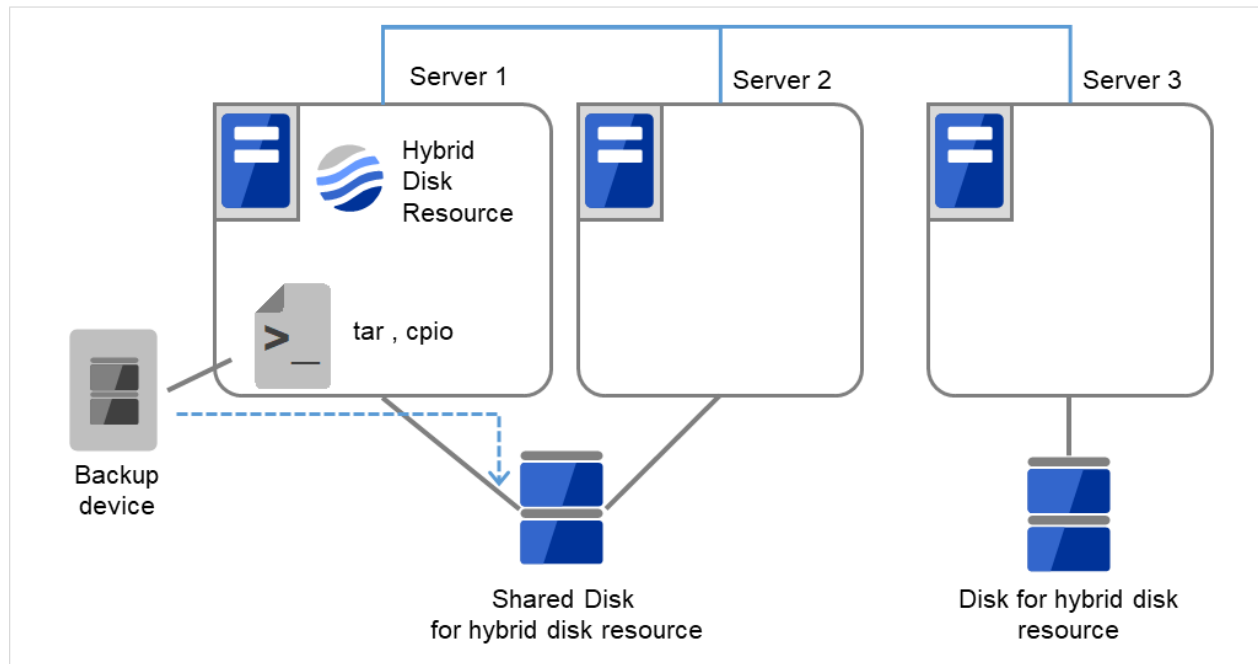 Server 1
Server 2
Server 3
Hybrid
Disk
Resource
>_
tar , cpio
Backup
device
Shared Disk
for hybrid disk resource
Disk for hybrid disk
resource